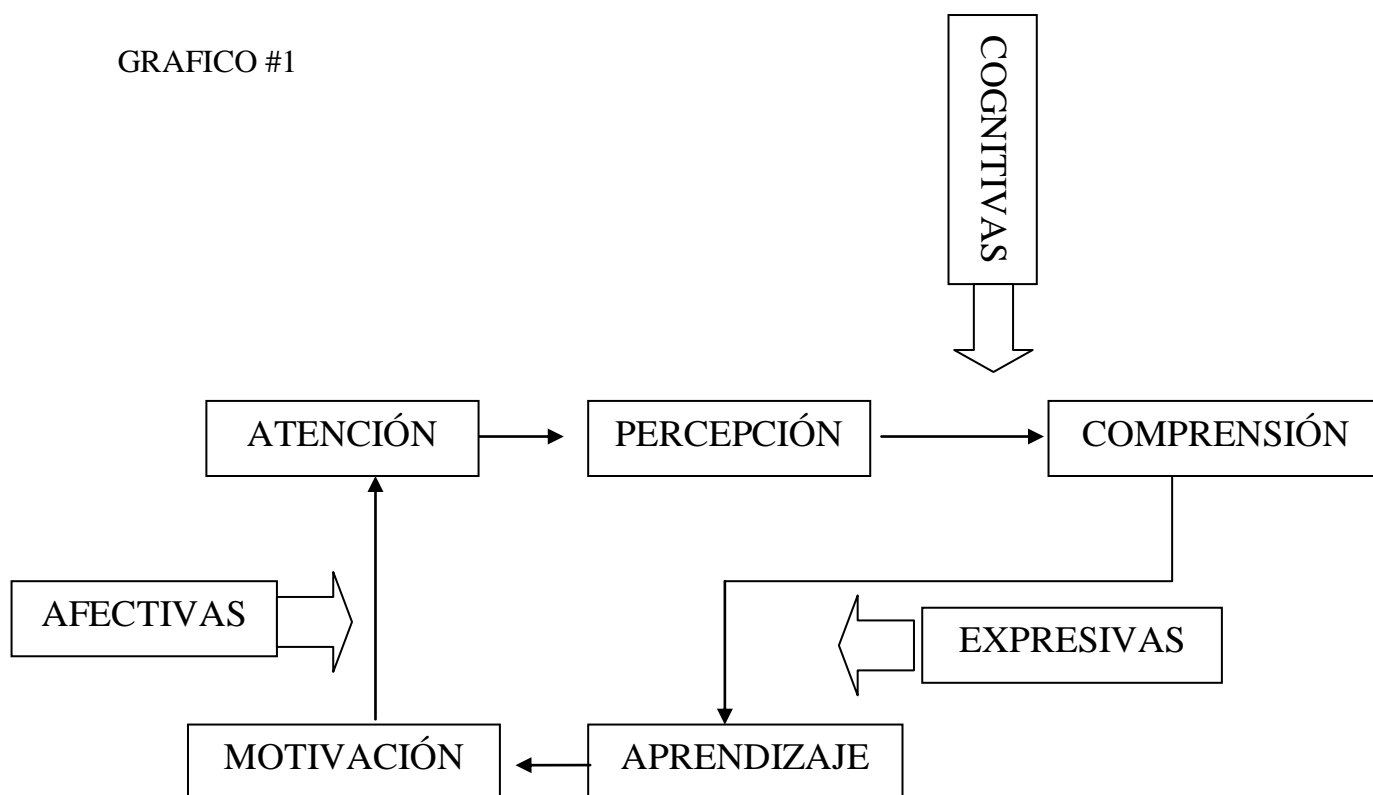 GRAFICO #1
COGNITIVAS
ATENCIÓN
PERCEPCIÓN
COMPRENSIÓN
AFECTIVAS
EXPRESIVAS
MOTIVACIÓN
APRENDIZAJE